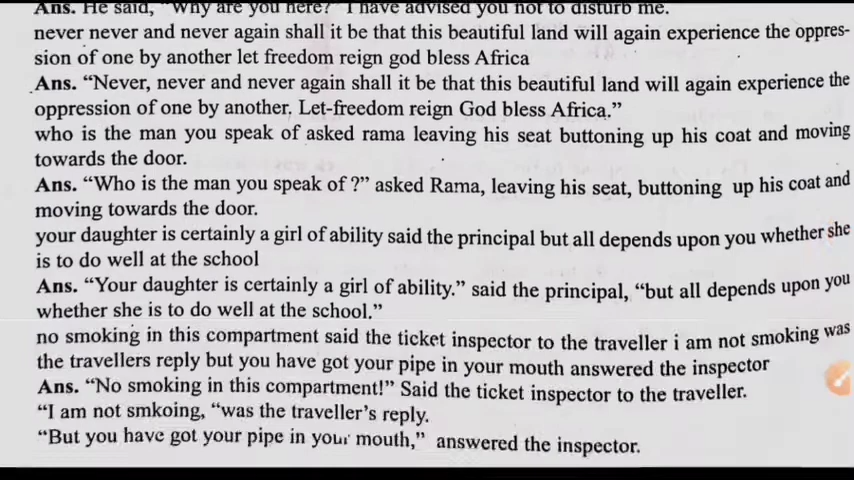 Ans. He said, "Why are you here?" I have advised you not to disturb me.
never never and never again shall it be that this beautiful land will again experience the oppres-
sion of one by another let freedom reign god bless Africa
Ans. "Never, never and never again shall it be that this beautiful land will again experience the
oppression of one by another. Let-freedom reign God bless Africa."
who is the man you speak of asked rama leaving his seat buttoning up his coat and moving
towards the door.
Ans. "Who is the man you speak of ?" asked Rama, leaving his seat, buttoning up his coat and
moving towards the door.
your daughter is certainly a girl of ability said the principal but all depends upon you whether she
is to do well at the school
Ans. "Your daughter is certainly a girl of ability." said the principal, "but all depends upon you
whether she is to do well at the school."
no smoking in this compartment said the ticket inspector to the traveller i am not smoking was
the travellers reply but you have got your pipe in your mouth answered the inspector
Ans. "No smoking in this compartment!" Said the ticket inspector to the traveller.
"I am not smkoing, "was the traveller's reply.
"But you have got your pipe in your mouth," answered the inspector.